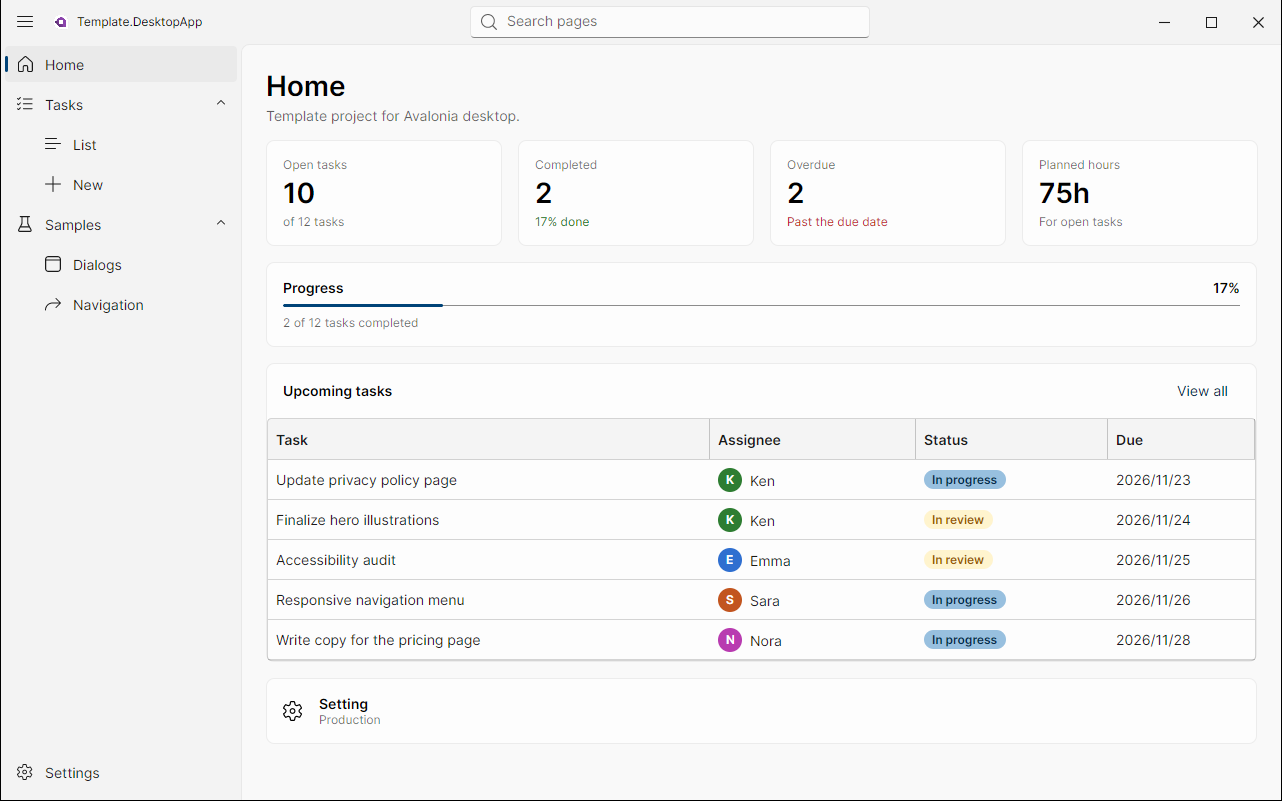 Template.DesktopApp
Search pages
Home
Tasks
List
New
Samples
Dialogs
Navigation
Settings
Home
Template project for Avalonia desktop.
Open tasks
10
of 12 tasks
Completed
2
17% done
Overdue
2
Past the due date
Planned hours
75h
For open tasks
Progress 17%
2 of 12 tasks completed
Upcoming tasks View all
Task Assignee Status Due
Update privacy policy page K Ken In progress 2026/11/23
Finalize hero illustrations K Ken In review 2026/11/24
Accessibility audit E Emma In review 2026/11/25
Responsive navigation menu S Sara In progress 2026/11/26
Write copy for the pricing page N Nora In progress 2026/11/28
Setting
Production